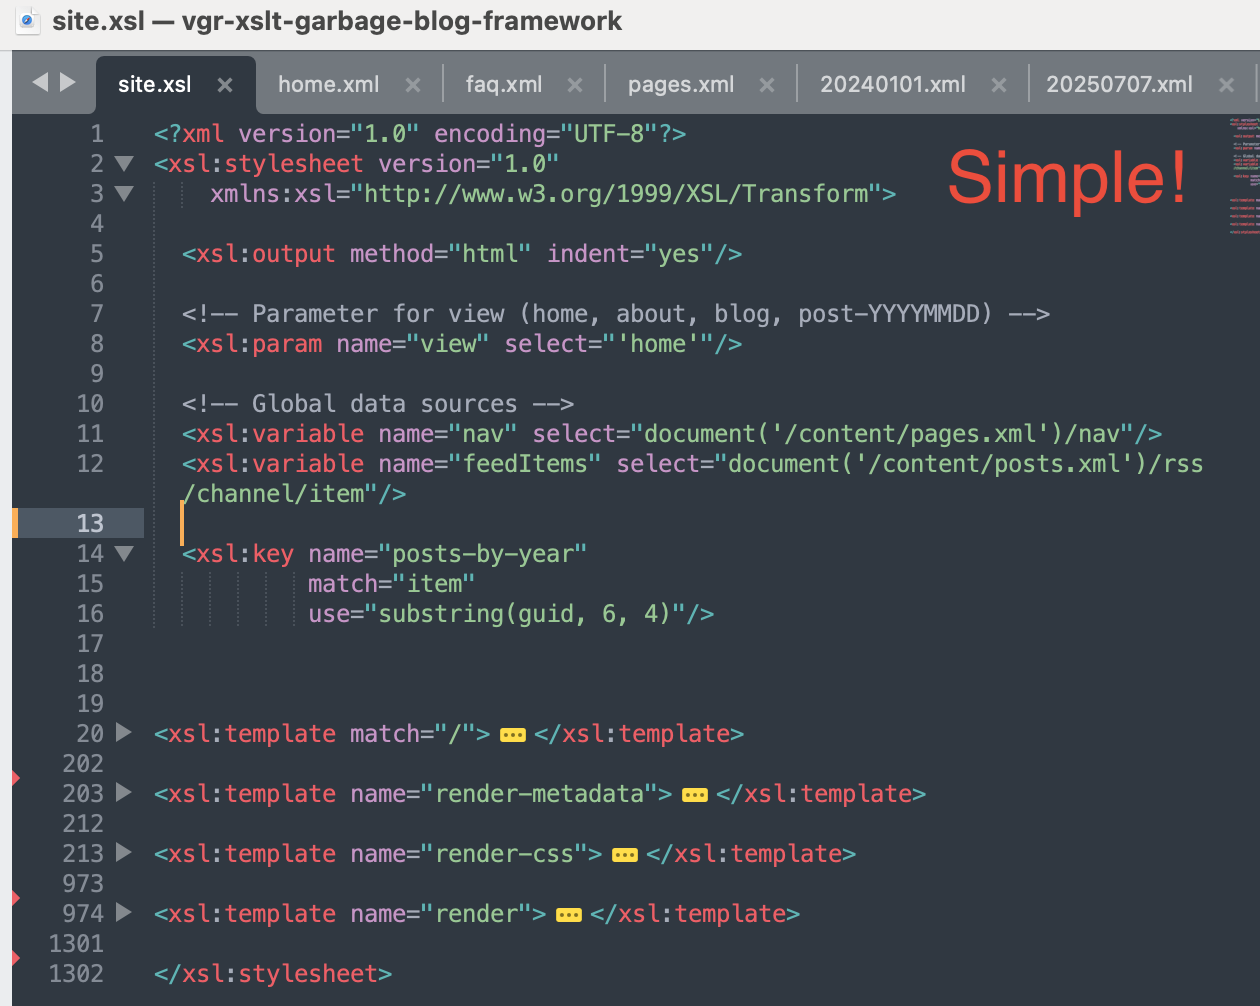 site.xsl — vgr-xslt-garbage-blog-framework
site.xsl × home.xml × faq.xml × pages.xml × 20240101.xml × 20250707.xml ×
Simple!
1 <?xml version="1.0" encoding="UTF-8"?>
2 <xsl:stylesheet version="1.0"
3 xmlns:xsl="http://www.w3.org/1999/XSL/Transform">
4
5 <xsl:output method="html" indent="yes"/>
6
7 <!-- Parameter for view (home, about, blog, post-YYYYMMDD) -->
8 <xsl:param name="view" select="'home'"/>
9
10 <!-- Global data sources -->
11 <xsl:variable name="nav" select="document('/content/pages.xml')/nav"/>
12 <xsl:variable name="feedItems" select="document('/content/posts.xml')/rss
/channel/item"/>
13
14 <xsl:key name="posts-by-year"
15 match="item"
16 use="substring(guid, 6, 4)"/>
17
18
19
20 <xsl:template match="/"> ••• </xsl:template>
202
203 <xsl:template name="render-metadata"> ••• </xsl:template>
212
213 <xsl:template name="render-css"> ••• </xsl:template>
973
974 <xsl:template name="render"> ••• </xsl:template>
1301
1302 </xsl:stylesheet>